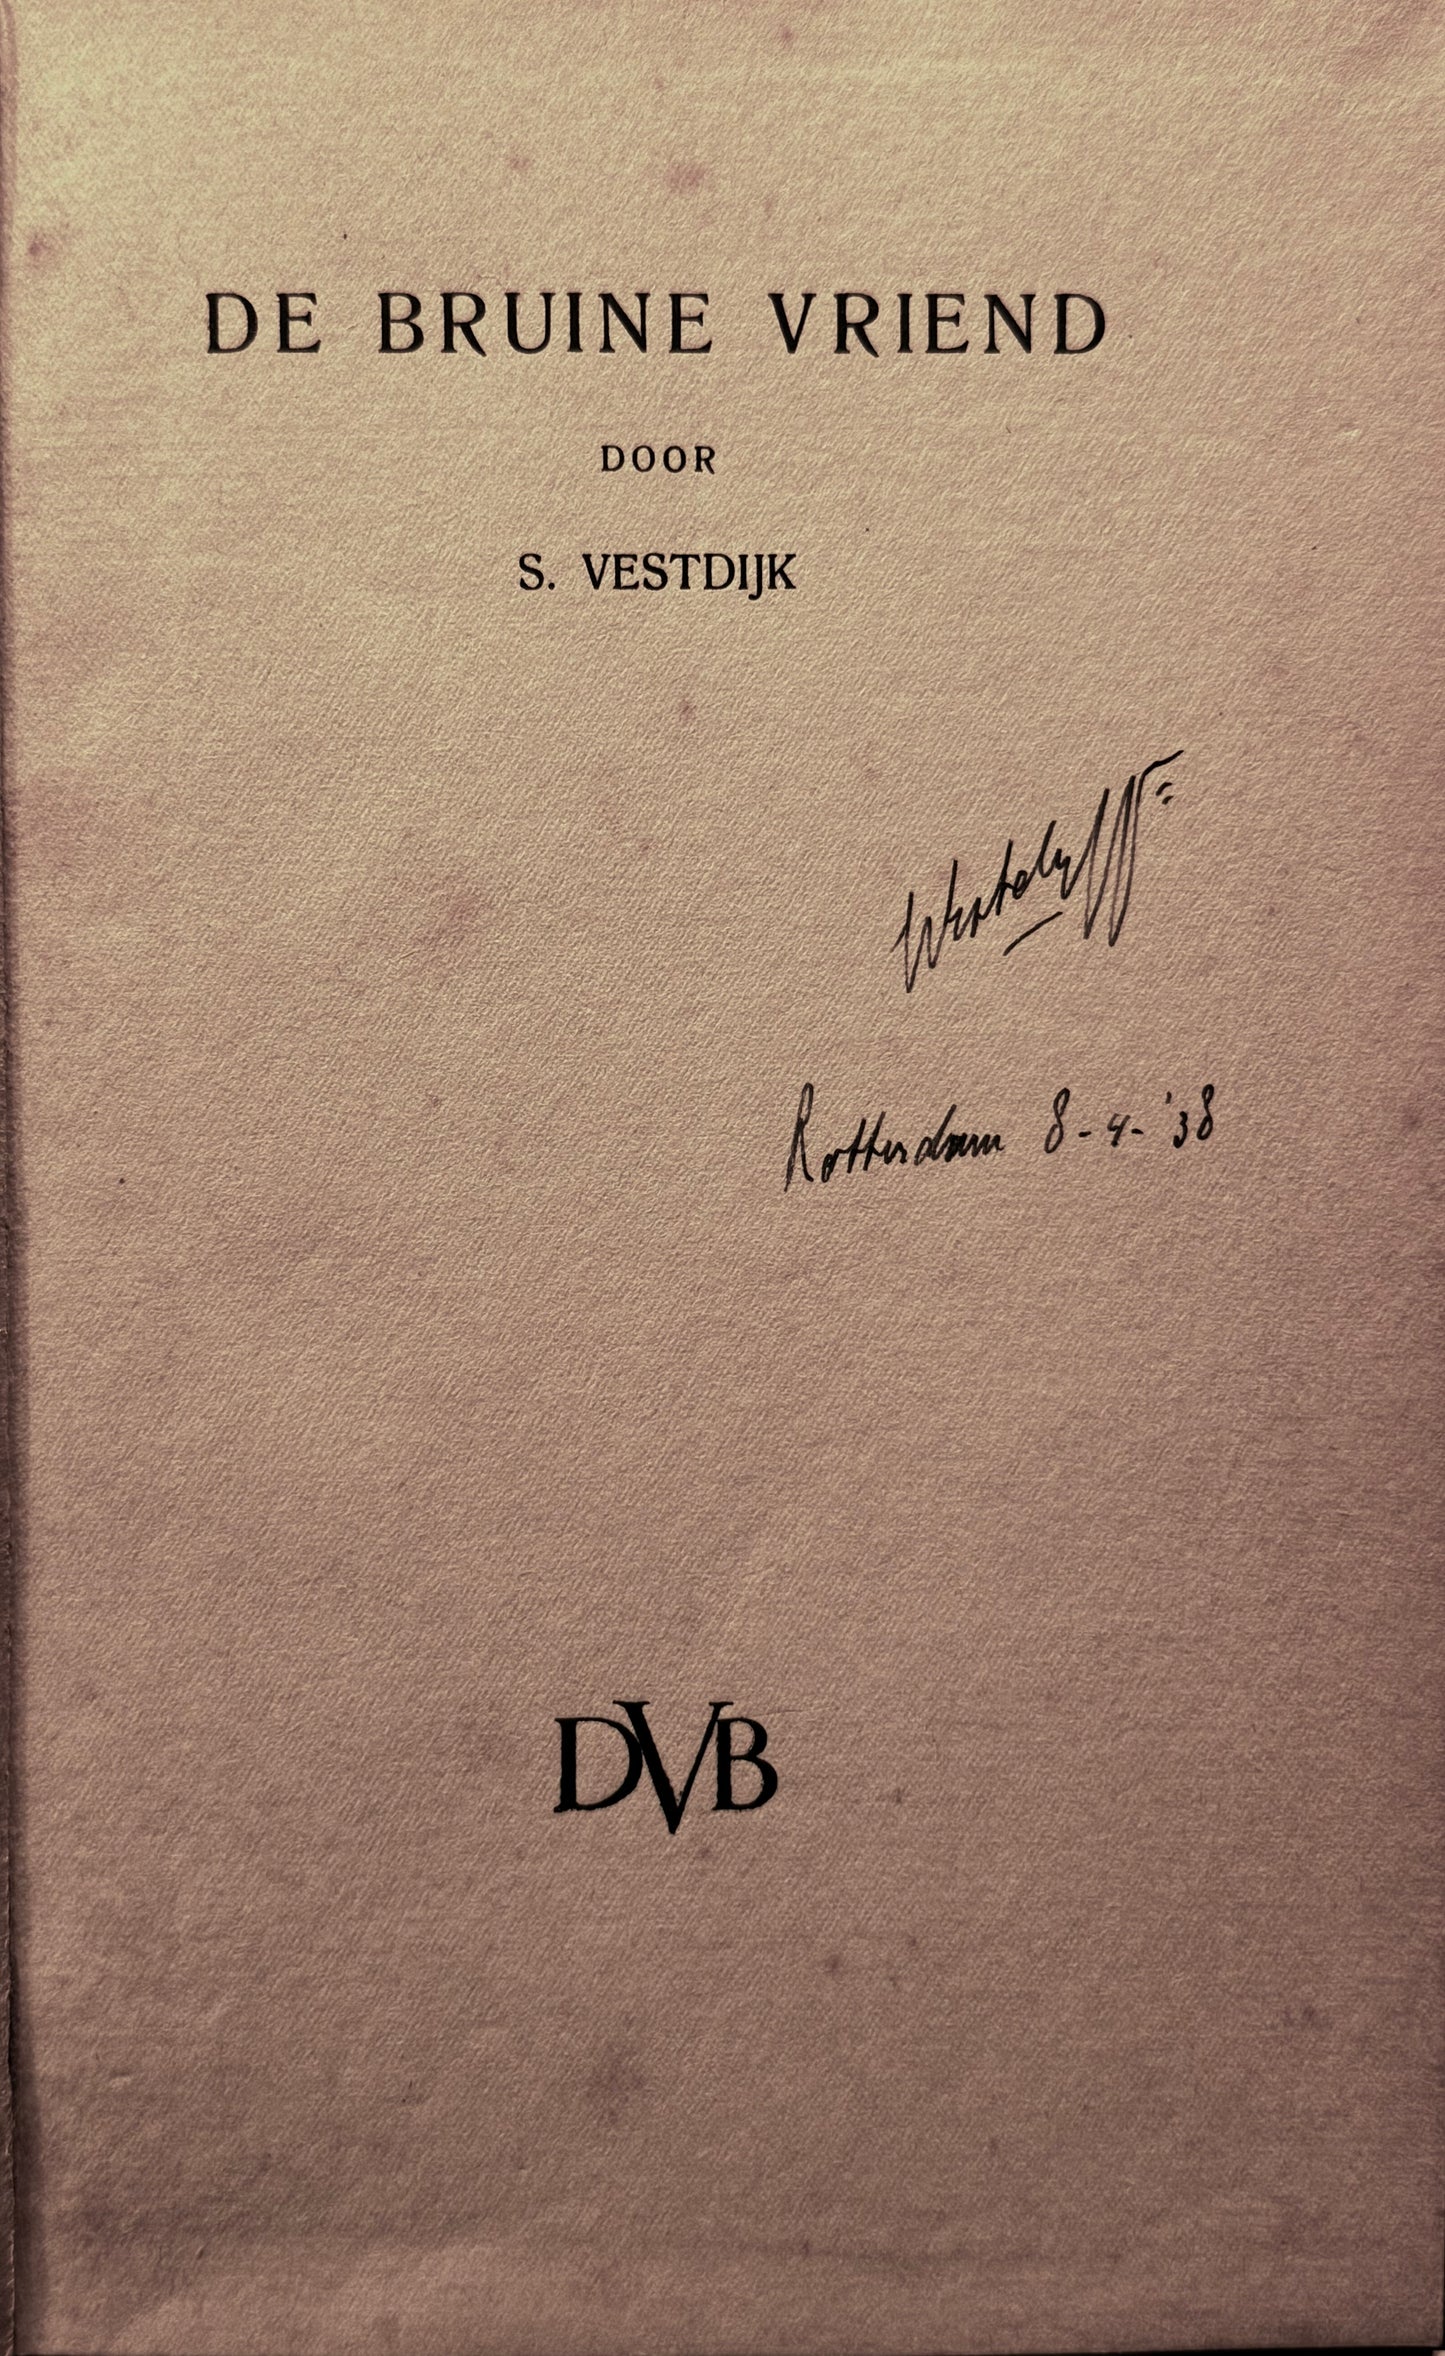 DE BRUINE VRIEND
DOOR
S. VESTDIJK
Rotterdam 8-4-'38
DVB